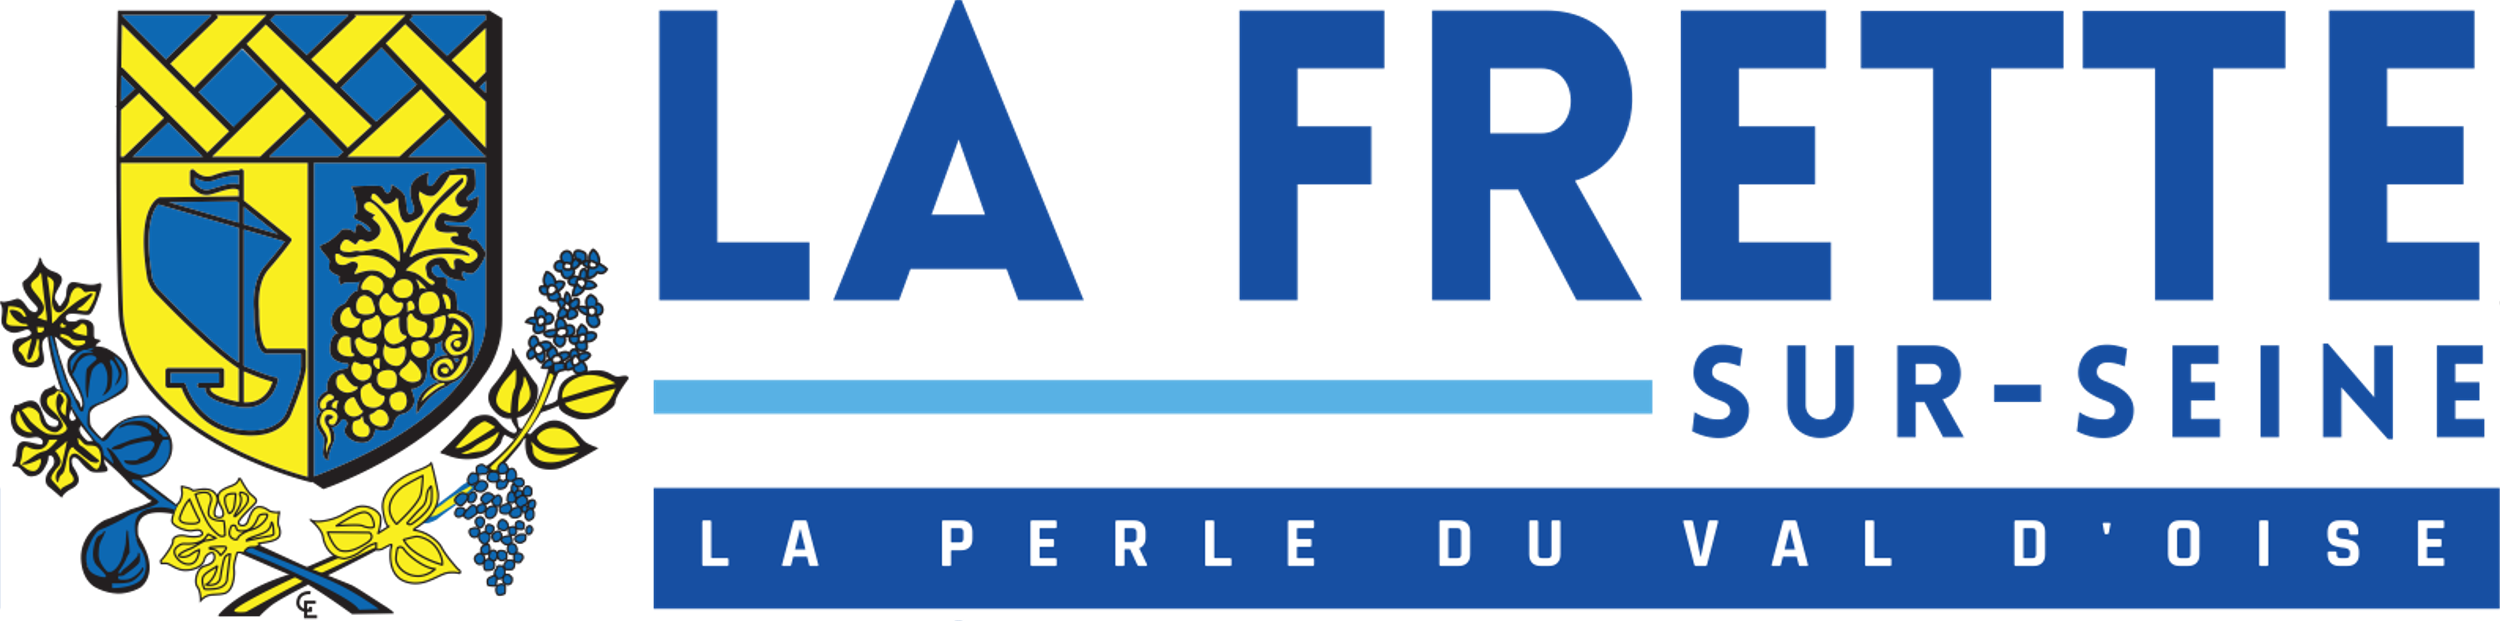 LA FRETTE
SUR-SEINE
LA PERLE DU VAL D'OISE